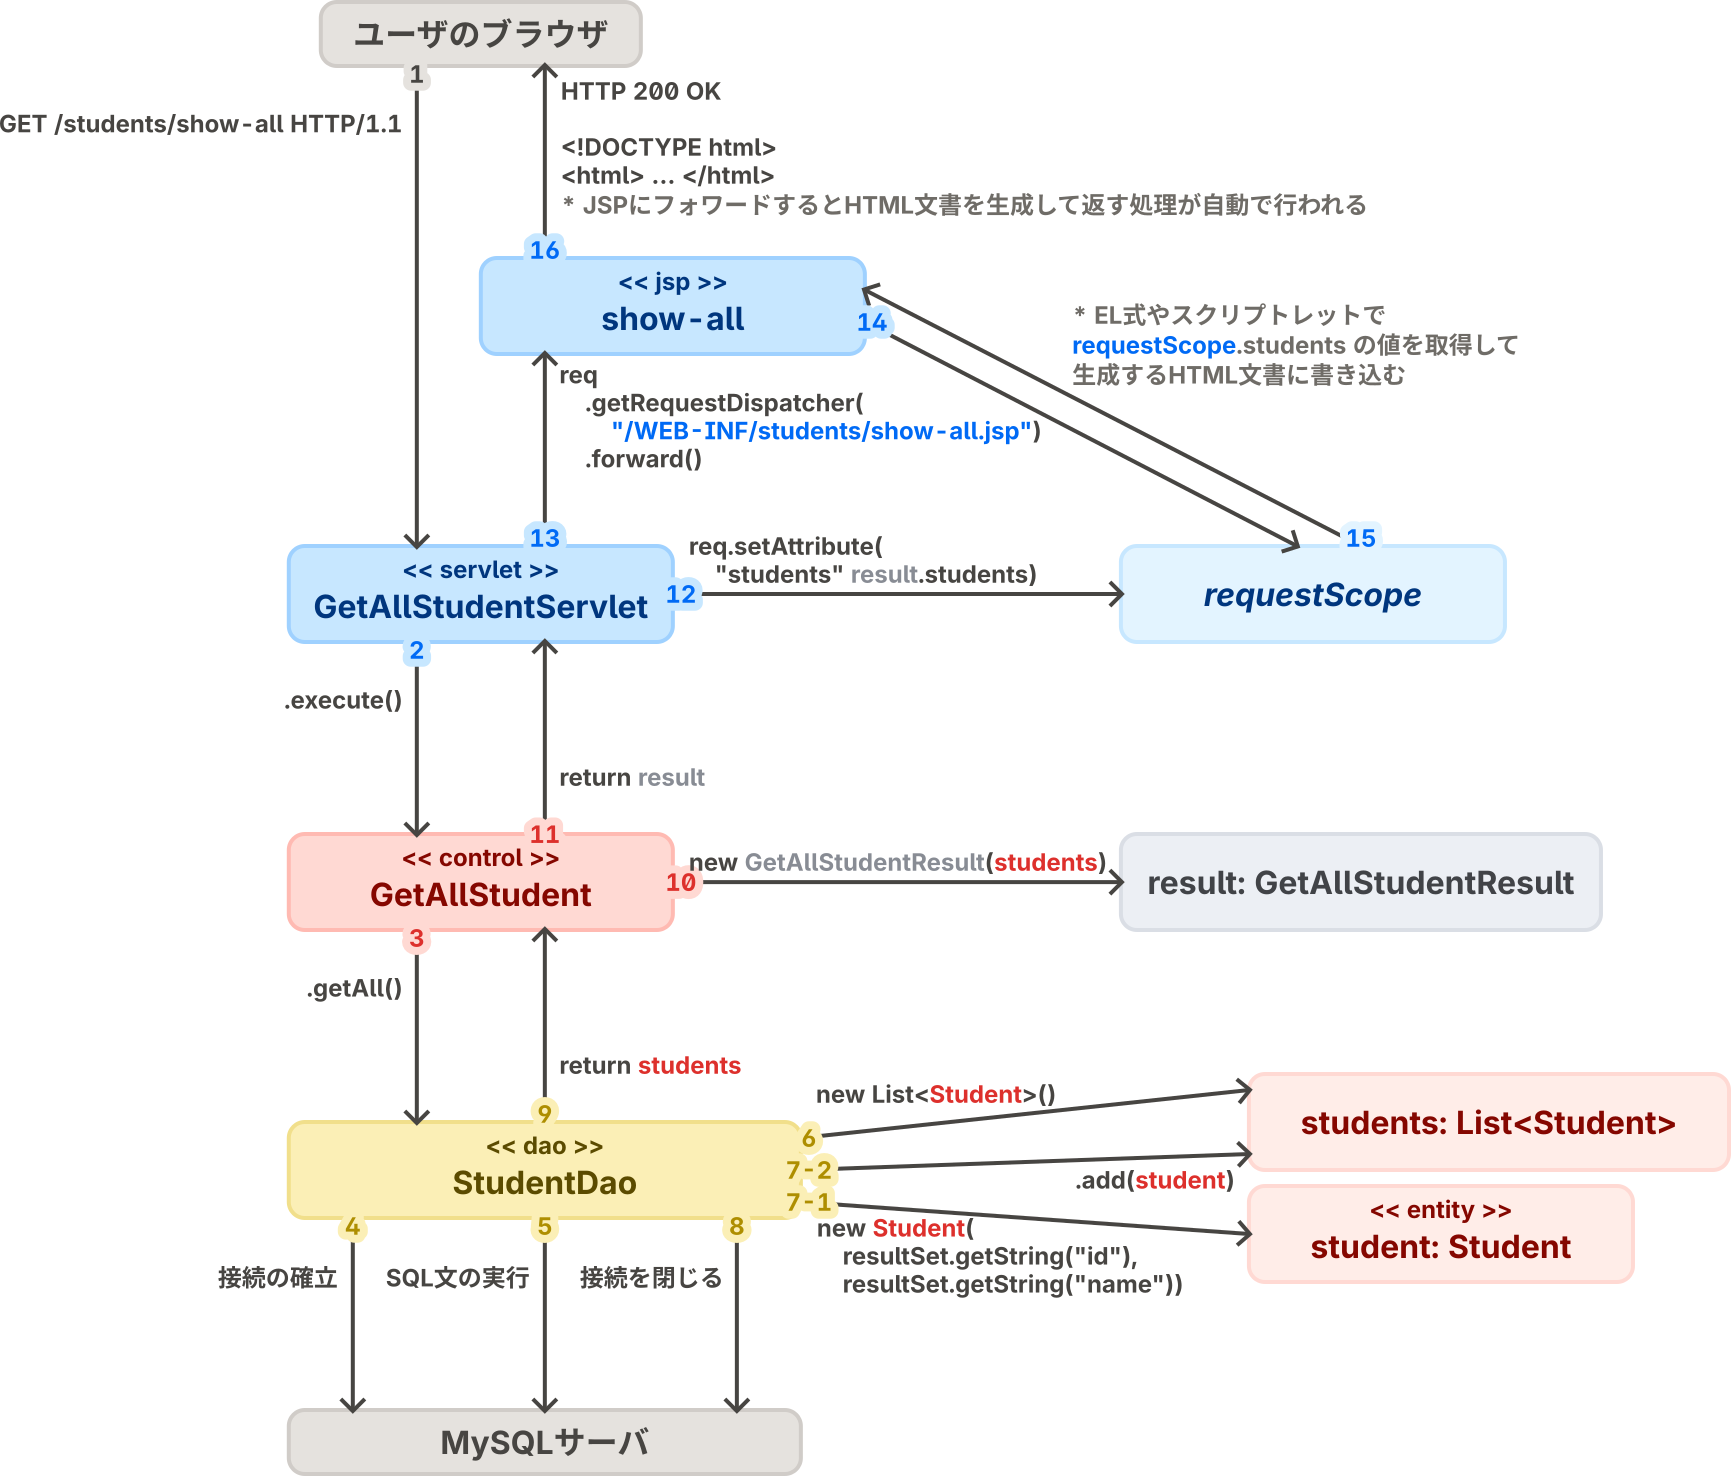 ユーザのブラウザ
1
GET /students/show-all HTTP/1.1
HTTP 200 OK
<!DOCTYPE html>
<html> ... </html>
* JSPにフォワードするとHTML文書を生成して返す処理が自動で行われる
16
<< jsp >>
show-all
14
* EL式やスクリプトレットで
requestScope.students の値を取得して
生成するHTML文書に書き込む
req
.getRequestDispatcher(
"/WEB-INF/students/show-all.jsp")
.forward()
13
15
<< servlet >>
GetAllStudentServlet
12
req.setAttribute(
"students" result.students)
requestScope
2
.execute()
return result
11
<< control >>
GetAllStudent
10
new GetAllStudentResult(students)
result: GetAllStudentResult
3
.getAll()
return students
9
<< dao >>
StudentDao
6
new List<Student>()
students: List<Student>
7-2
.add(student)
7-1
new Student(
resultSet.getString("id"),
resultSet.getString("name"))
<< entity >>
student: Student
4
5
8
接続の確立
SQL文の実行
接続を閉じる
MySQLサーバ